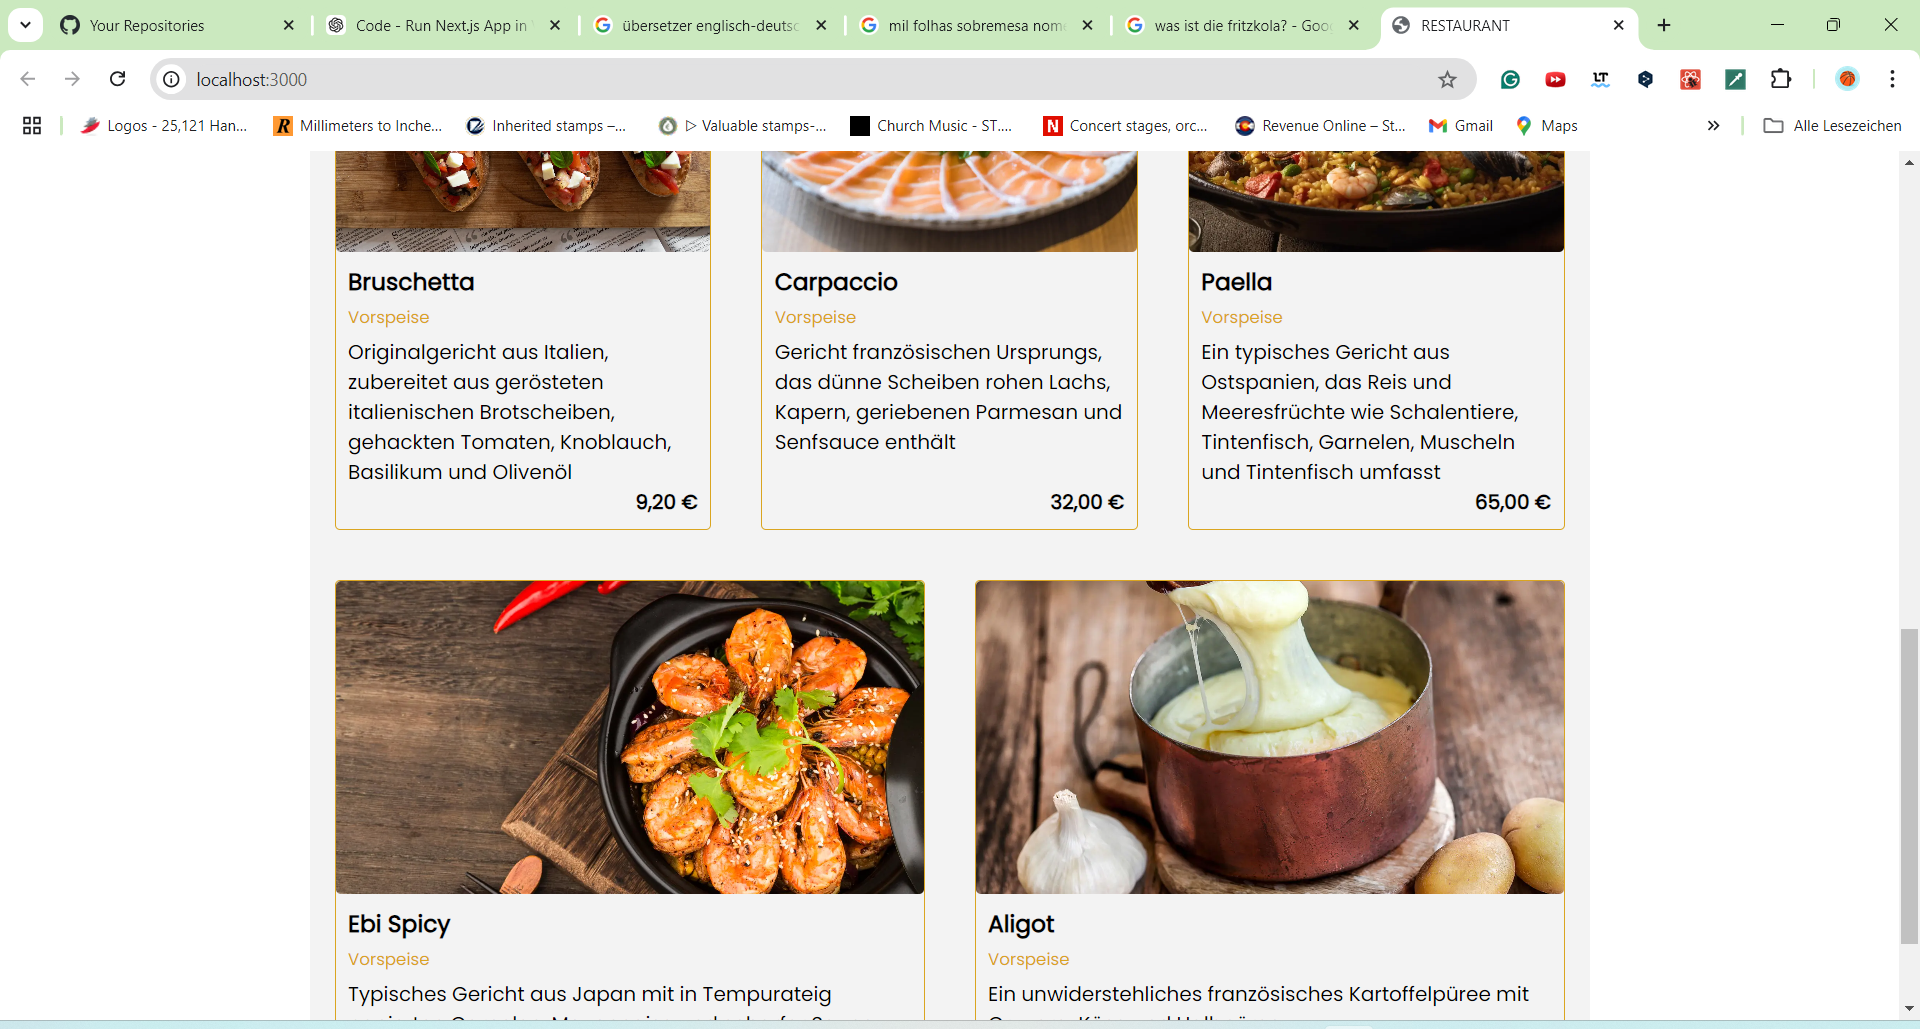 Your Repositories
Code - Run Next.js App in
übersetzer englisch-deutsc
mil folhas sobremesa nom
was ist die fritzkola? - Goo
RESTAURANT
localhost:3000
Logos - 25,121 Han...
Millimeters to Inche...
Inherited stamps –...
▷ Valuable stamps-...
Church Music - ST....
Concert stages, orc...
Revenue Online – St...
Gmail
Maps
Alle Lesezeichen
Bruschetta
Vorspeise
Originalgericht aus Italien,
zubereitet aus gerösteten
italienischen Brotscheiben,
gehackten Tomaten, Knoblauch,
Basilikum und Olivenöl
9,20 €
Carpaccio
Vorspeise
Gericht französischen Ursprungs,
das dünne Scheiben rohen Lachs,
Kapern, geriebenen Parmesan und
Senfsauce enthält
32,00 €
Paella
Vorspeise
Ein typisches Gericht aus
Ostspanien, das Reis und
Meeresfrüchte wie Schalentiere,
Tintenfisch, Garnelen, Muscheln
und Tintenfisch umfasst
65,00 €
Ebi Spicy
Vorspeise
Typisches Gericht aus Japan mit in Tempurateig
Aligot
Vorspeise
Ein unwiderstehliches französisches Kartoffelpüree mit